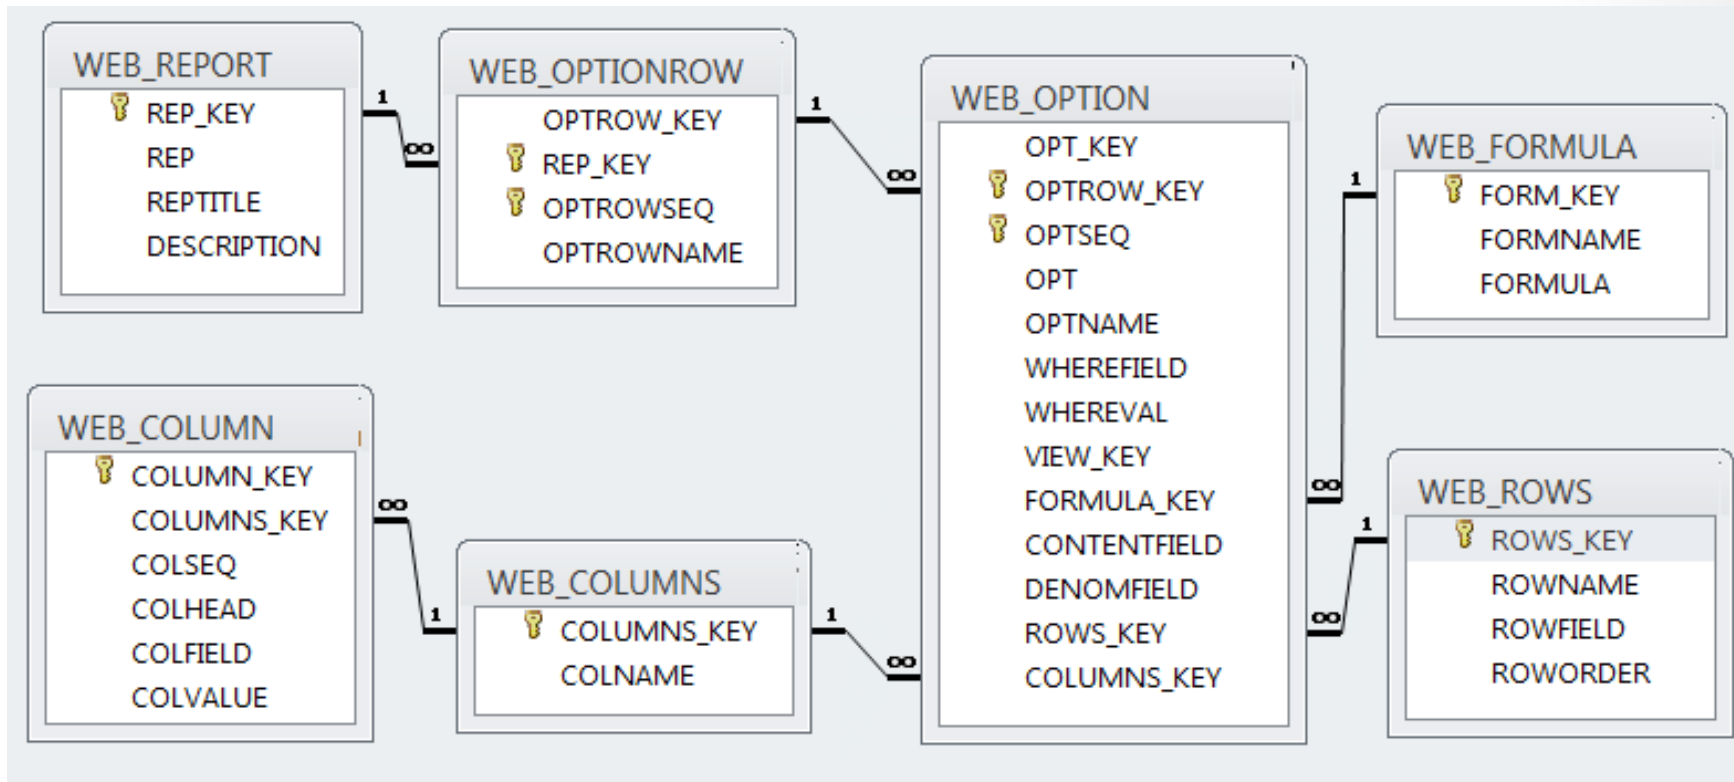 WEB_REPORT
REP_KEY
REP
REPTITLE
DESCRIPTION
1
∞
WEB_OPTIONROW
OPTROW_KEY
REP_KEY
OPTROWSEQ
OPTROWNAME
1
∞
WEB_OPTION
OPT_KEY
OPTROW_KEY
OPTSEQ
OPT
OPTNAME
WHEREFIELD
WHEREVAL
VIEW_KEY
FORMULA_KEY
CONTENTFIELD
DENOMFIELD
ROWS_KEY
COLUMNS_KEY
1
∞
WEB_FORMULA
FORM_KEY
FORMNAME
FORMULA
WEB_COLUMN
COLUMN_KEY
COLUMNS_KEY
COLSEQ
COLHEAD
COLFIELD
COLVALUE
∞
1
WEB_COLUMNS
COLUMNS_KEY
COLNAME
1
∞
1
∞
WEB_ROWS
ROWS_KEY
ROWNAME
ROWFIELD
ROWORDER